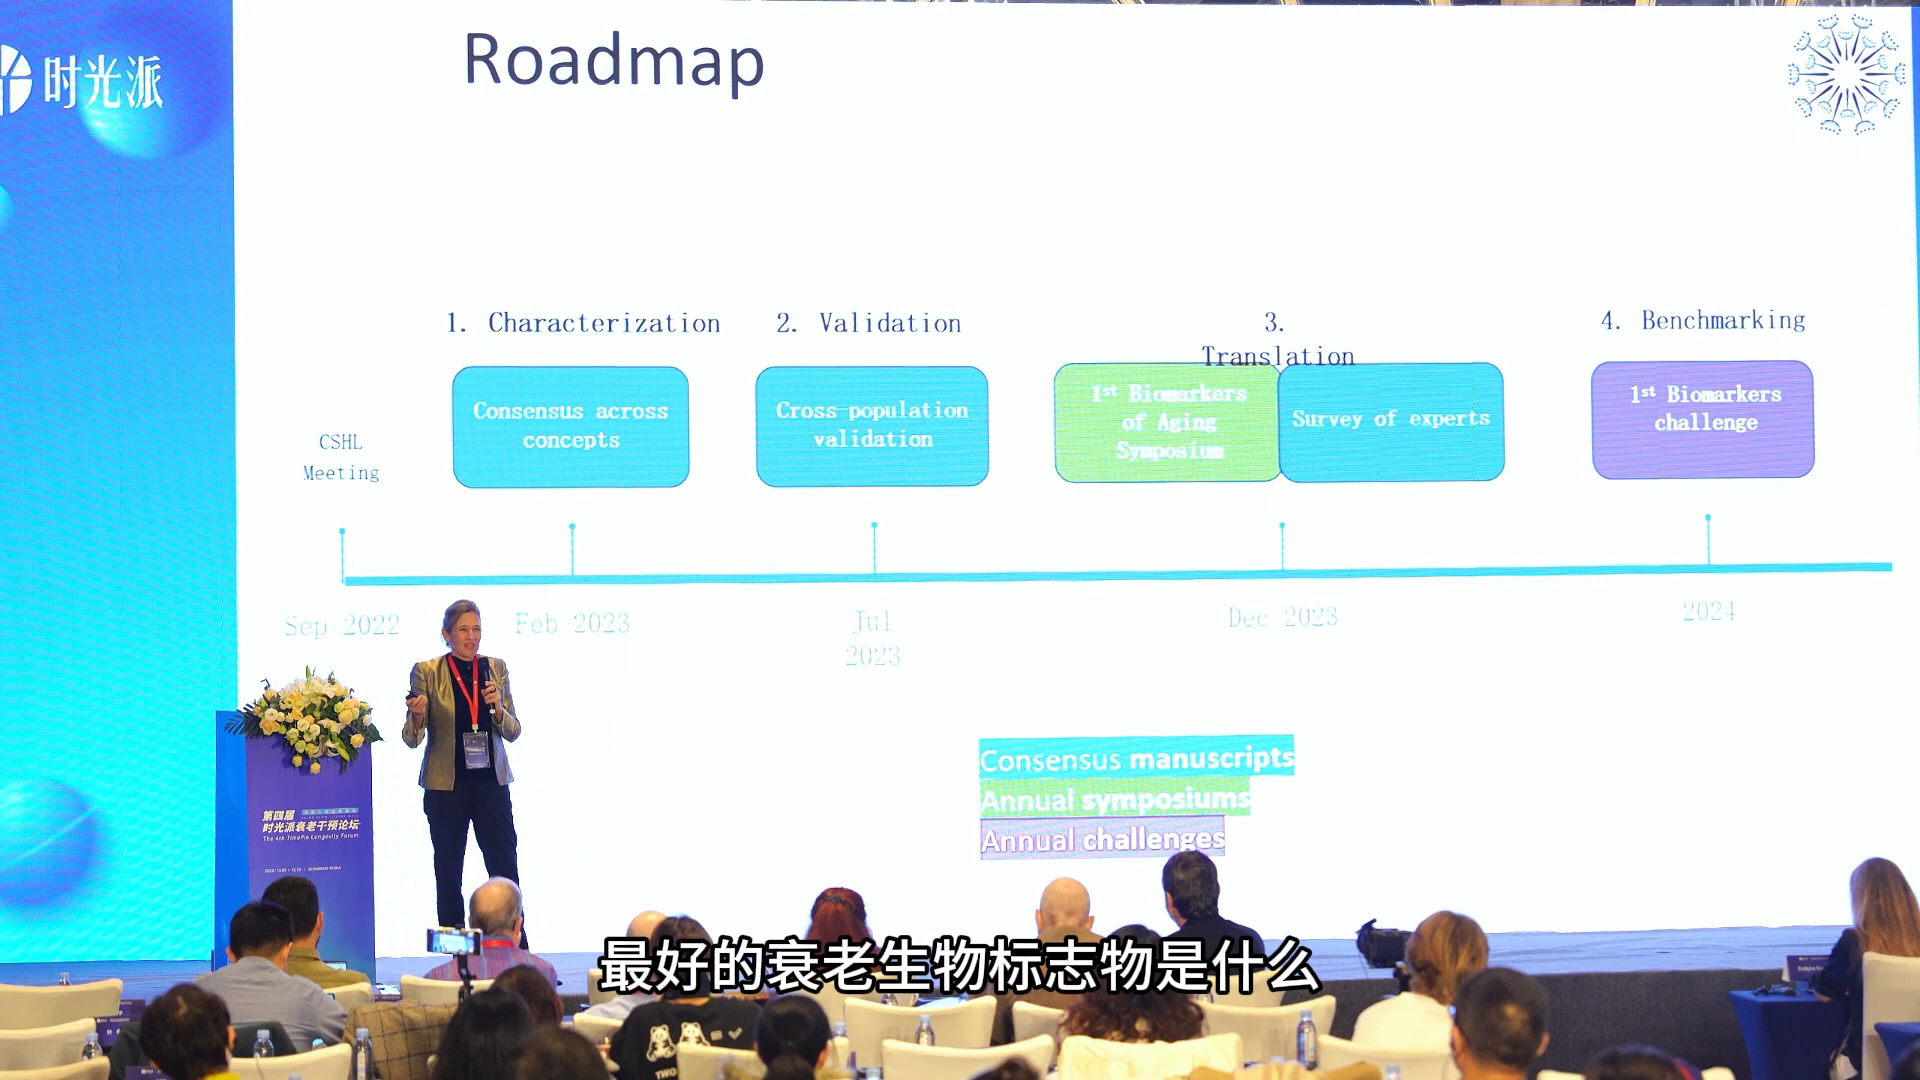 时光派
Roadmap
1. Characterization
2. Validation
3.
Translation
4. Benchmarking
CSHL
Meeting
Consensus across
concepts
Cross population
validation
1st Biomarkers
of Aging
Symposium
Survey of experts
1st Biomarkers
challenge
Sep 2022
Feb 2023
Jul
2023
Dec 2023
2024
Consensus manuscripts
Annual symposiums
Annual challenges
第四届
时光派衰老干预论坛
The 4th TimePie Longevity Forum
最好的衰老生物标志物是什么
TWO